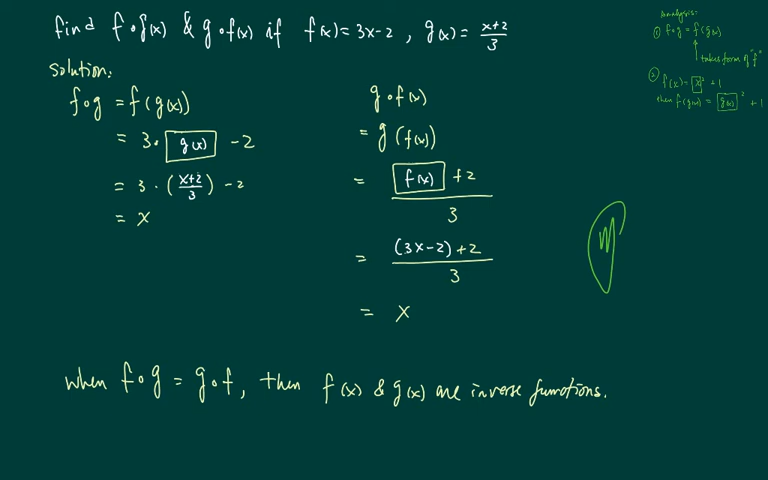 find f∘g(x) & g∘f(x) if f(x) = 3x-2, g(x) = x+2/3
Solution:
f∘g = f(g(x))
= 3·g(x) -2
= 3·(x+2/3) -2
= x
g∘f(x)
= g(f(x))
= f(x) +2/3
= (3x-2)+2/3
= x
when f∘g = g∘f, then f(x) & g(x) are inverse functions.
Analysis:
① f∘g = f(g(x))
takes form of "f"
② f(x) = x² + 1
then f(g(x)) = g(x)² + 1